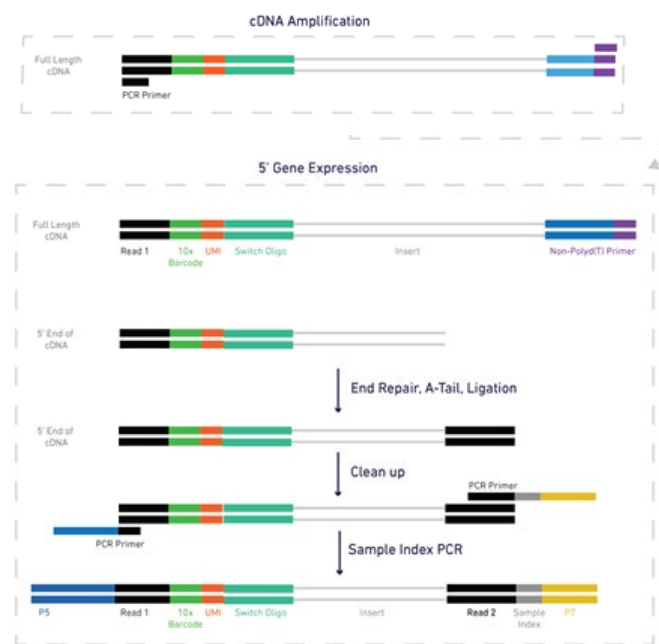 cDNA Amplification
Full Length
cDNA
PCR Primer
5' Gene Expression
Full Length
cDNA
Read 1
10x
Barcode
UMI
Switch Oligo
Insert
Non-Polyd(T) Primer
5' End of
cDNA
End Repair, A-Tail, Ligation
5' End of
cDNA
Clean up
PCR Primer
PCR Primer
Sample Index PCR
P5
Read 1
10x
Barcode
UMI
Switch Oligo
Insert
Read 2
Sample
Index
P7